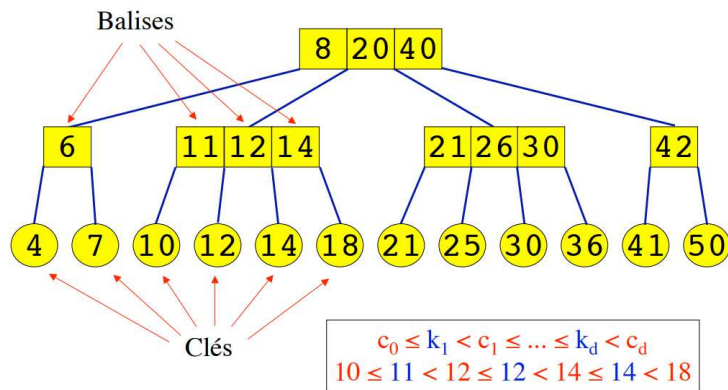 Balises
8 20 40
6 11 12 14 21 26 30 42
4 7 10 12 14 18 21 25 30 36 41 50
Clés
c₀ ≤ k₁ < c₁ ≤ ... ≤ k_d < c_d
10 ≤ 11 < 12 ≤ 12 < 14 ≤ 14 < 18